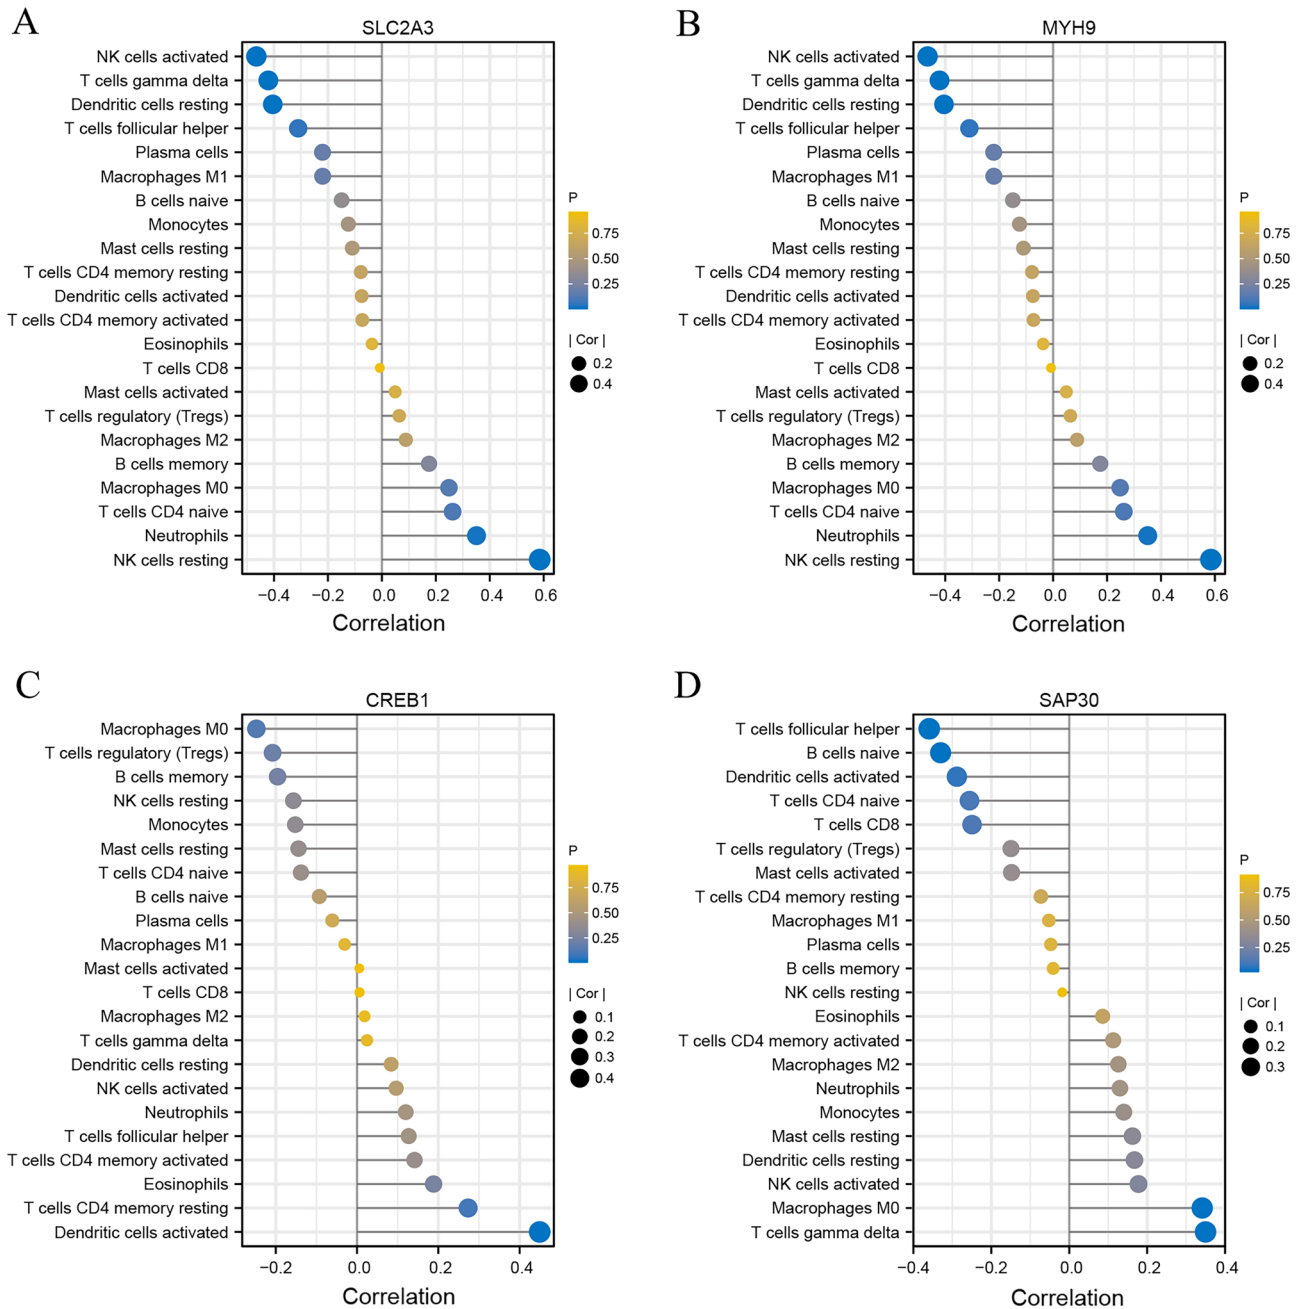 A
SLC2A3
NK cells activated
T cells gamma delta
Dendritic cells resting
T cells follicular helper
Plasma cells
Macrophages M1
B cells naive
Monocytes
Mast cells resting
T cells CD4 memory resting
Dendritic cells activated
T cells CD4 memory activated
Eosinophils
T cells CD8
Mast cells activated
T cells regulatory (Tregs)
Macrophages M2
B cells memory
Macrophages M0
T cells CD4 naive
Neutrophils
NK cells resting
−0.4 −0.2 0.0 0.2 0.4 0.6
Correlation
P
0.75
0.50
0.25
| Cor |
0.2
0.4
B
MYH9
NK cells activated
T cells gamma delta
Dendritic cells resting
T cells follicular helper
Plasma cells
Macrophages M1
B cells naive
Monocytes
Mast cells resting
T cells CD4 memory resting
Dendritic cells activated
T cells CD4 memory activated
Eosinophils
T cells CD8
Mast cells activated
T cells regulatory (Tregs)
Macrophages M2
B cells memory
Macrophages M0
T cells CD4 naive
Neutrophils
NK cells resting
−0.4 −0.2 0.0 0.2 0.4 0.6
Correlation
P
0.75
0.50
0.25
| Cor |
0.2
0.4
C
CREB1
Macrophages M0
T cells regulatory (Tregs)
B cells memory
NK cells resting
Monocytes
Mast cells resting
T cells CD4 naive
B cells naive
Plasma cells
Macrophages M1
Mast cells activated
T cells CD8
Macrophages M2
T cells gamma delta
Dendritic cells resting
NK cells activated
Neutrophils
T cells follicular helper
T cells CD4 memory activated
Eosinophils
T cells CD4 memory resting
Dendritic cells activated
−0.2 0.0 0.2 0.4
Correlation
P
0.75
0.50
0.25
| Cor |
0.1
0.2
0.3
0.4
D
SAP30
T cells follicular helper
B cells naive
Dendritic cells activated
T cells CD4 naive
T cells CD8
T cells regulatory (Tregs)
Mast cells activated
T cells CD4 memory resting
Macrophages M1
Plasma cells
B cells memory
NK cells resting
Eosinophils
T cells CD4 memory activated
Macrophages M2
Neutrophils
Monocytes
Mast cells resting
Dendritic cells resting
NK cells activated
Macrophages M0
T cells gamma delta
−0.4 −0.2 0.0 0.2 0.4
Correlation
P
0.75
0.50
0.25
| Cor |
0.1
0.2
0.3